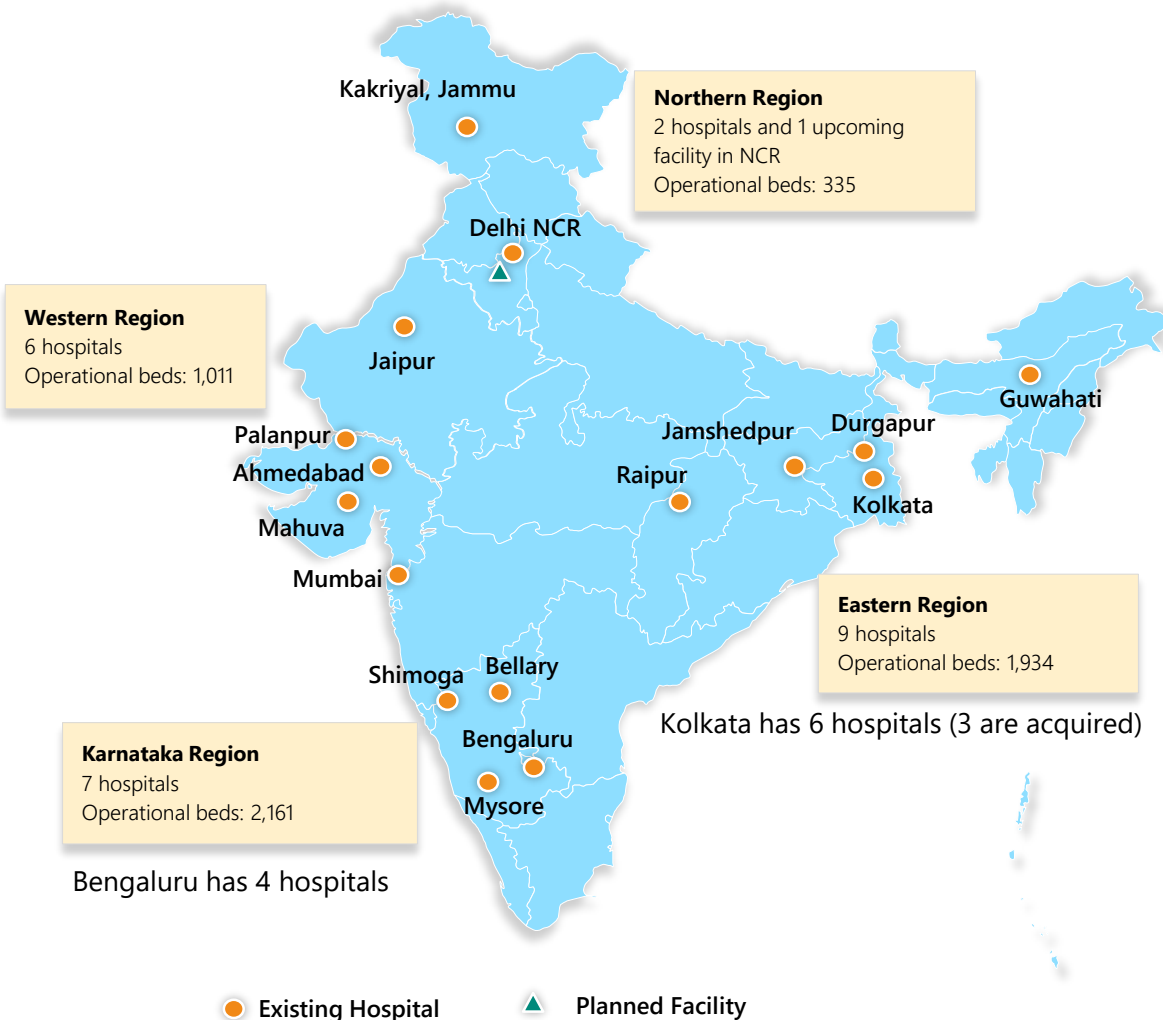 Kakriyal, Jammu
Northern Region
2 hospitals and 1 upcoming
facility in NCR
Operational beds: 335
Delhi NCR
Western Region
6 hospitals
Operational beds: 1,011
Jaipur
Guwahati
Palanpur
Ahmedabad
Mahuva
Jamshedpur
Durgapur
Raipur
Kolkata
Mumbai
Eastern Region
9 hospitals
Operational beds: 1,934
Kolkata has 6 hospitals (3 are acquired)
Shimoga
Bellary
Bengaluru
Mysore
Karnataka Region
7 hospitals
Operational beds: 2,161
Bengaluru has 4 hospitals
Existing Hospital
Planned Facility